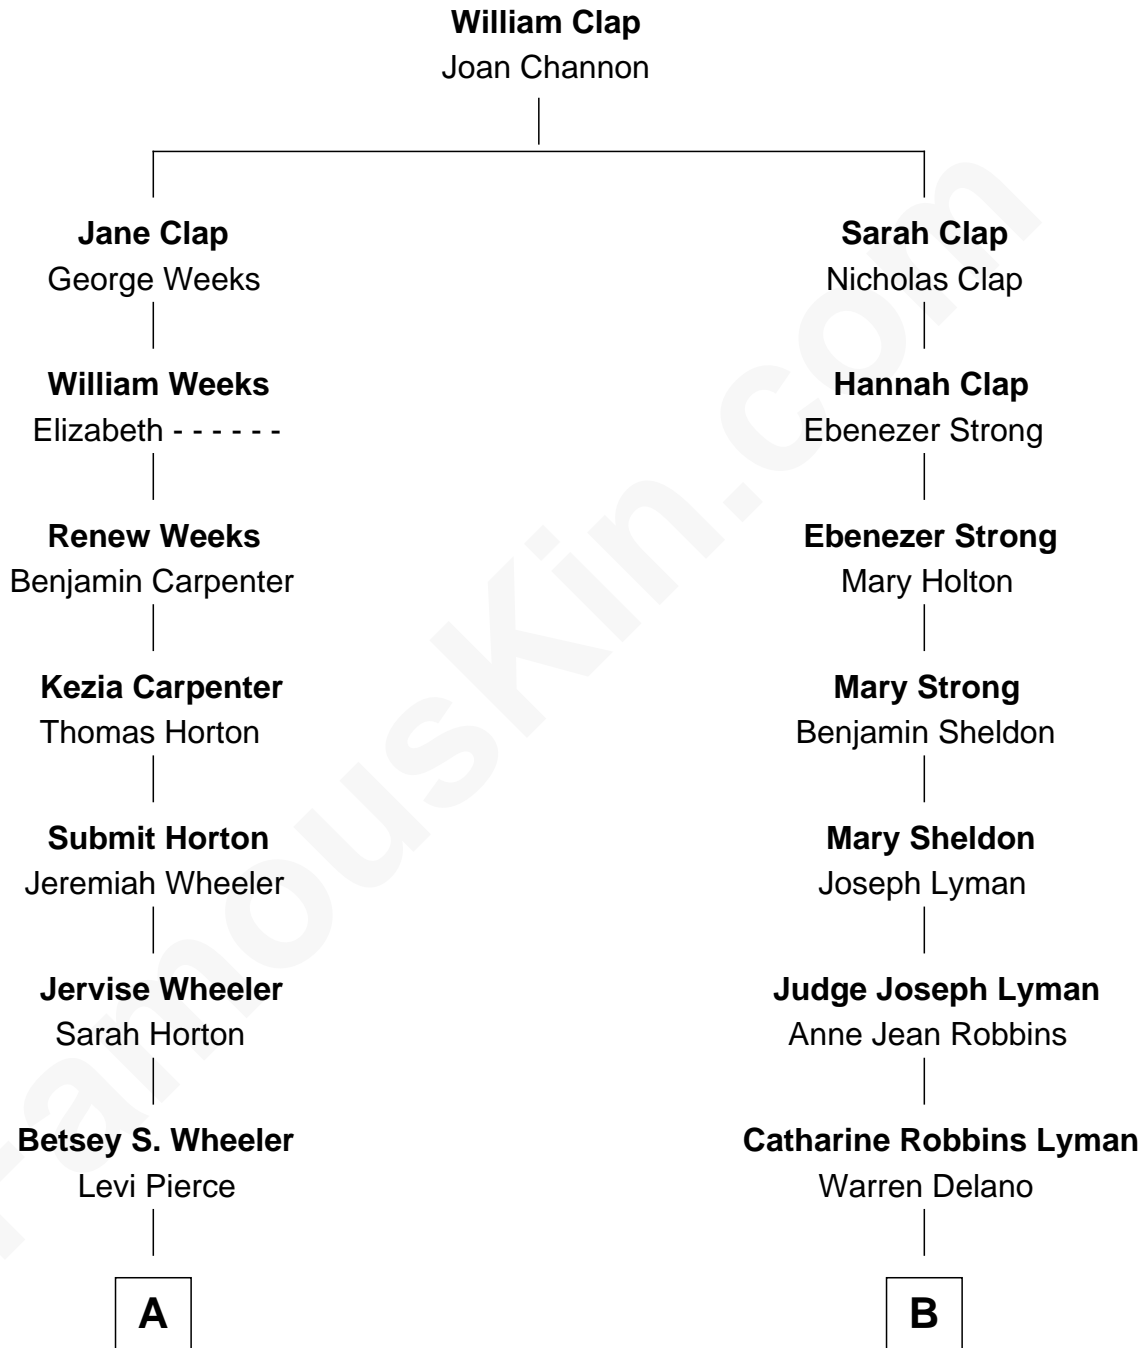 William Clap
Joan Channon
Jane Clap
George Weeks
Sarah Clap
Nicholas Clap
William Weeks
Elizabeth - - - - - -
Hannah Clap
Ebenezer Strong
Renew Weeks
Benjamin Carpenter
Ebenezer Strong
Mary Holton
Kezia Carpenter
Thomas Horton
Mary Strong
Benjamin Sheldon
Submit Horton
Jeremiah Wheeler
Mary Sheldon
Joseph Lyman
Jervise Wheeler
Sarah Horton
Judge Joseph Lyman
Anne Jean Robbins
Betsey S. Wheeler
Levi Pierce
Catharine Robbins Lyman
Warren Delano
A
B
FamousKin.com